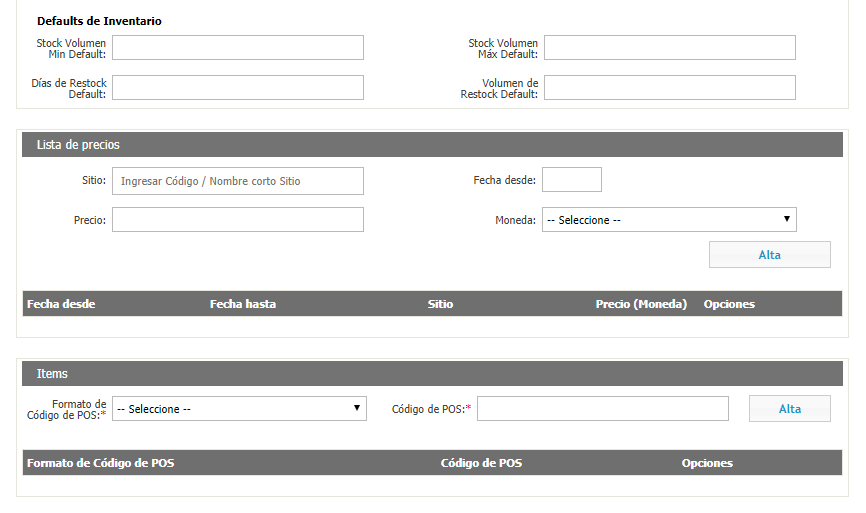 Defaults de Inventario
Stock Volumen
Min Default:
Stock Volumen
Máx Default:
Días de Restock
Default:
Volumen de
Restock Default:
Lista de precios
Sitio: Ingresar Código / Nombre corto Sitio
Fecha desde:
Precio:
Moneda: -- Seleccione --
Alta
Fecha desde Fecha hasta Sitio Precio (Moneda) Opciones
Items
Formato de
Código de POS:* -- Seleccione --
Código de POS:*
Alta
Formato de Código de POS Código de POS Opciones